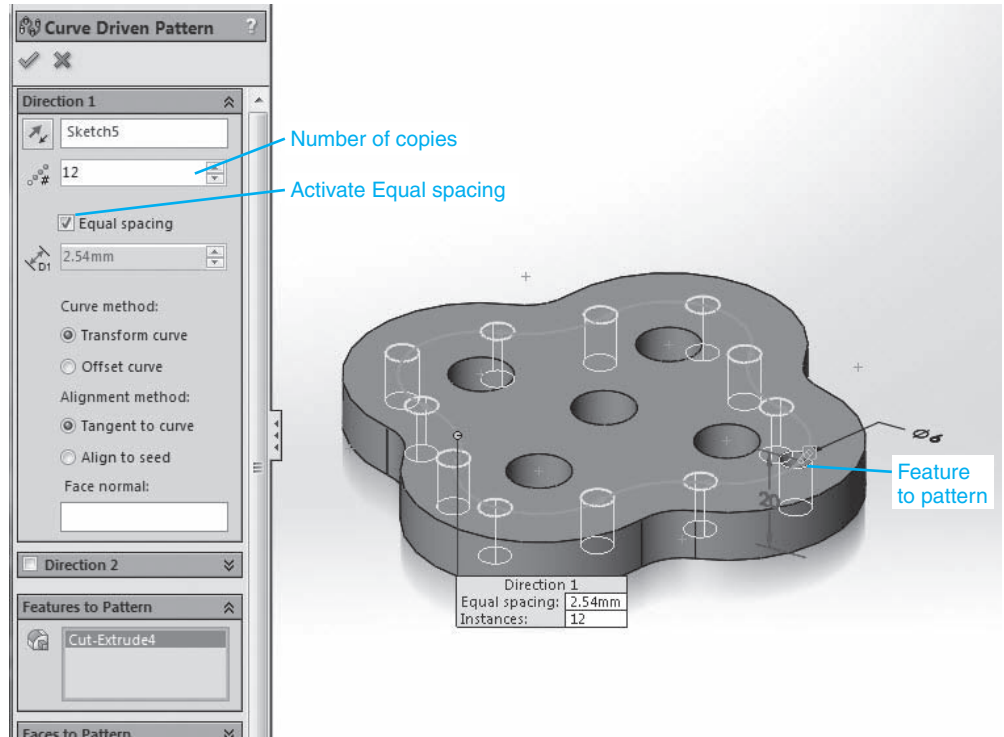 Curve Driven Pattern ?
Direction 1
Sketch5
#
12
Equal spacing
D1
2.54mm
Curve method:
Transform curve
Offset curve
Alignment method:
Tangent to curve
Align to seed
Face normal:
Direction 2
Features to Pattern
Cut-Extrude4
Faces to Pattern
Number of copies
Activate Equal spacing
Ø6
Feature
to pattern
20
Direction 1
Equal spacing: 2.54mm
Instances: 12